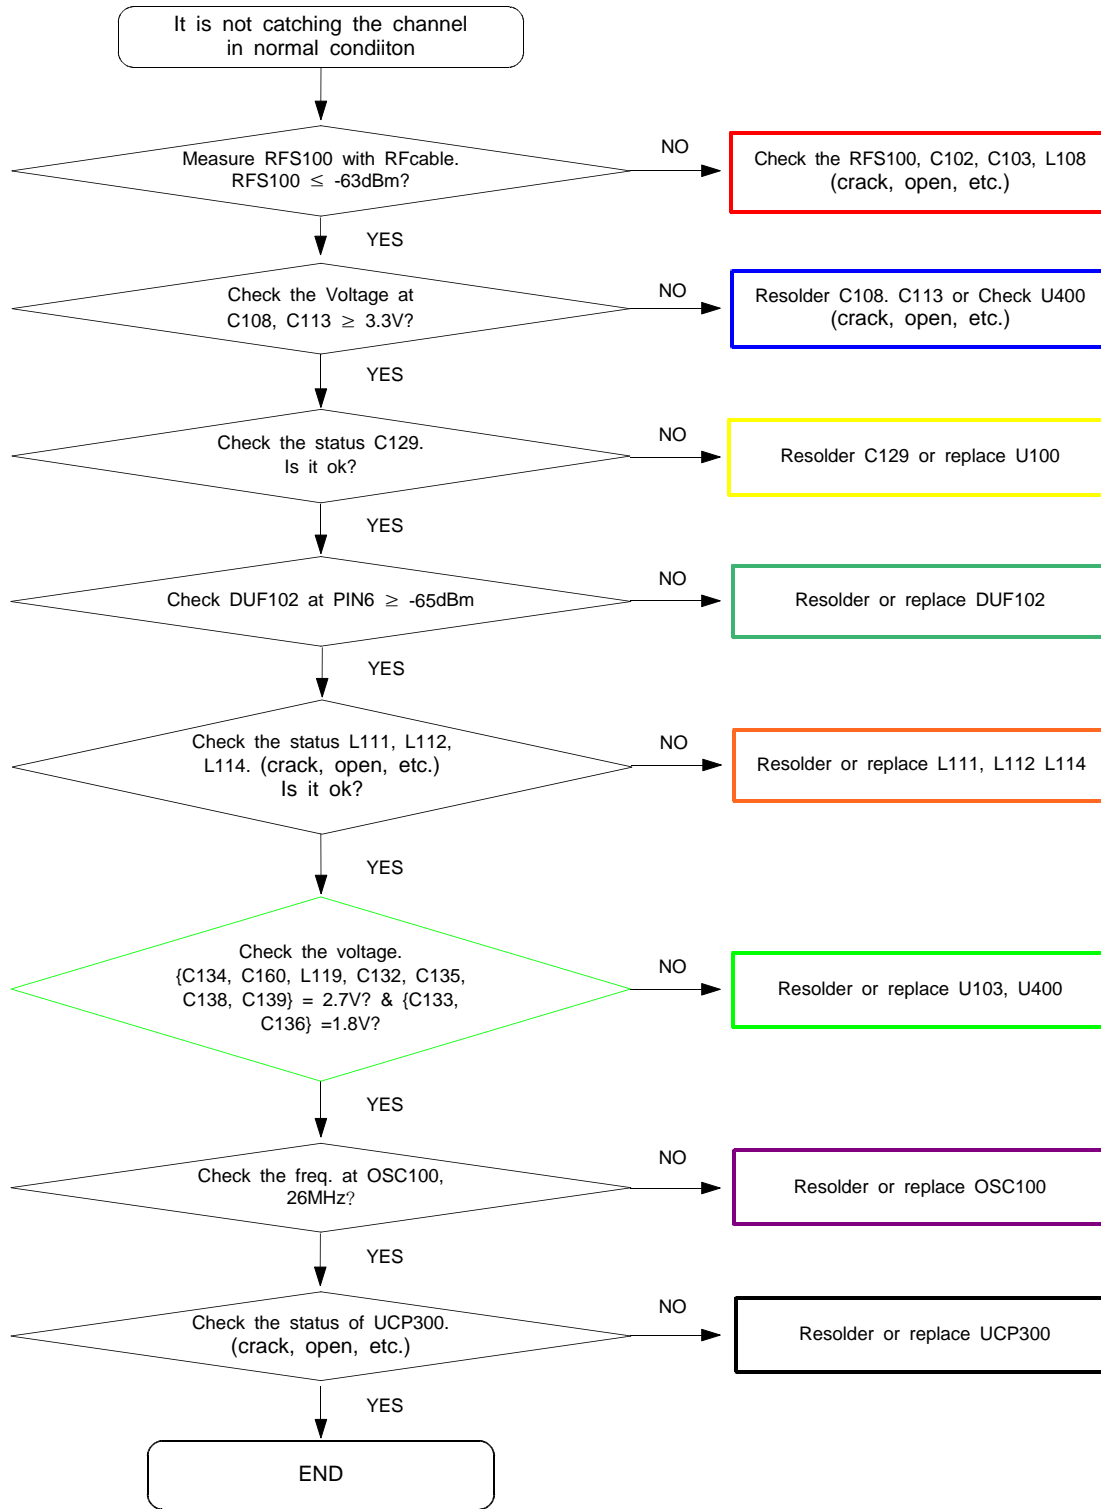 It is not catching the channel
in normal condiiton
Measure RFS100 with RFcable.
RFS100 ≤ -63dBm?
NO
Check the RFS100, C102, C103, L108
(crack, open, etc.)
YES
Check the Voltage at
C108, C113 ≥ 3.3V?
NO
Resolder C108. C113 or Check U400
(crack, open, etc.)
YES
Check the status C129.
Is it ok?
NO
Resolder C129 or replace U100
YES
Check DUF102 at PIN6 ≥ -65dBm
NO
Resolder or replace DUF102
YES
Check the status L111, L112,
L114. (crack, open, etc.)
Is it ok?
NO
Resolder or replace L111, L112 L114
YES
Check the voltage.
{C134, C160, L119, C132, C135,
C138, C139} = 2.7V? & {C133,
C136} =1.8V?
NO
Resolder or replace U103, U400
YES
Check the freq. at OSC100,
26MHz?
NO
Resolder or replace OSC100
YES
Check the status of UCP300.
(crack, open, etc.)
NO
Resolder or replace UCP300
YES
END